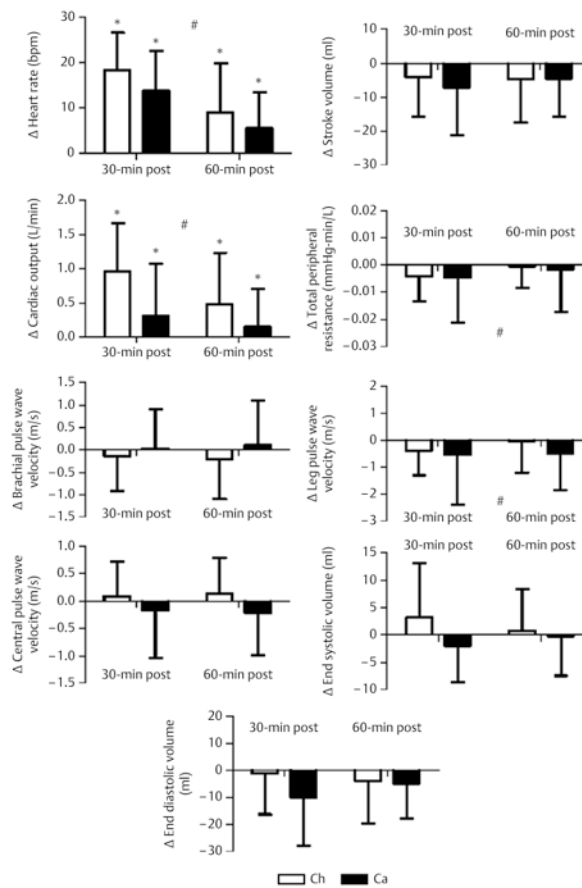 Δ Heart rate (bpm)
30
20
10
0
*
*
#
*
*
30-min post
60-min post
Δ Stroke volume (ml)
10
0
−10
−20
−30
30-min post
60-min post
Δ Cardiac output (L/min)
2.0
1.5
1.0
0.5
0.0
*
*
#
*
*
30-min post
60-min post
Δ Total peripheral
resistance (mmHg-min/L)
0.02
0.01
0.00
−0.01
−0.02
−0.03
30-min post
60-min post
#
Δ Brachial pulse wave
velocity (m/s)
1.5
1.0
0.5
0.0
−0.5
−1.0
−1.5
30-min post
60-min post
Δ Leg pulse wave
velocity (m/s)
2
1
0
−1
−2
−3
30-min post
60-min post
#
Δ Central pulse wave
velocity (m/s)
1.0
0.5
0.0
−0.5
−1.0
−1.5
30-min post
60-min post
Δ End systolic volume
(ml)
15
10
5
0
−5
−10
30-min post
60-min post
Δ End diastolic volume
(ml)
20
10
0
−10
−20
−30
30-min post
60-min post
Ch
Ca